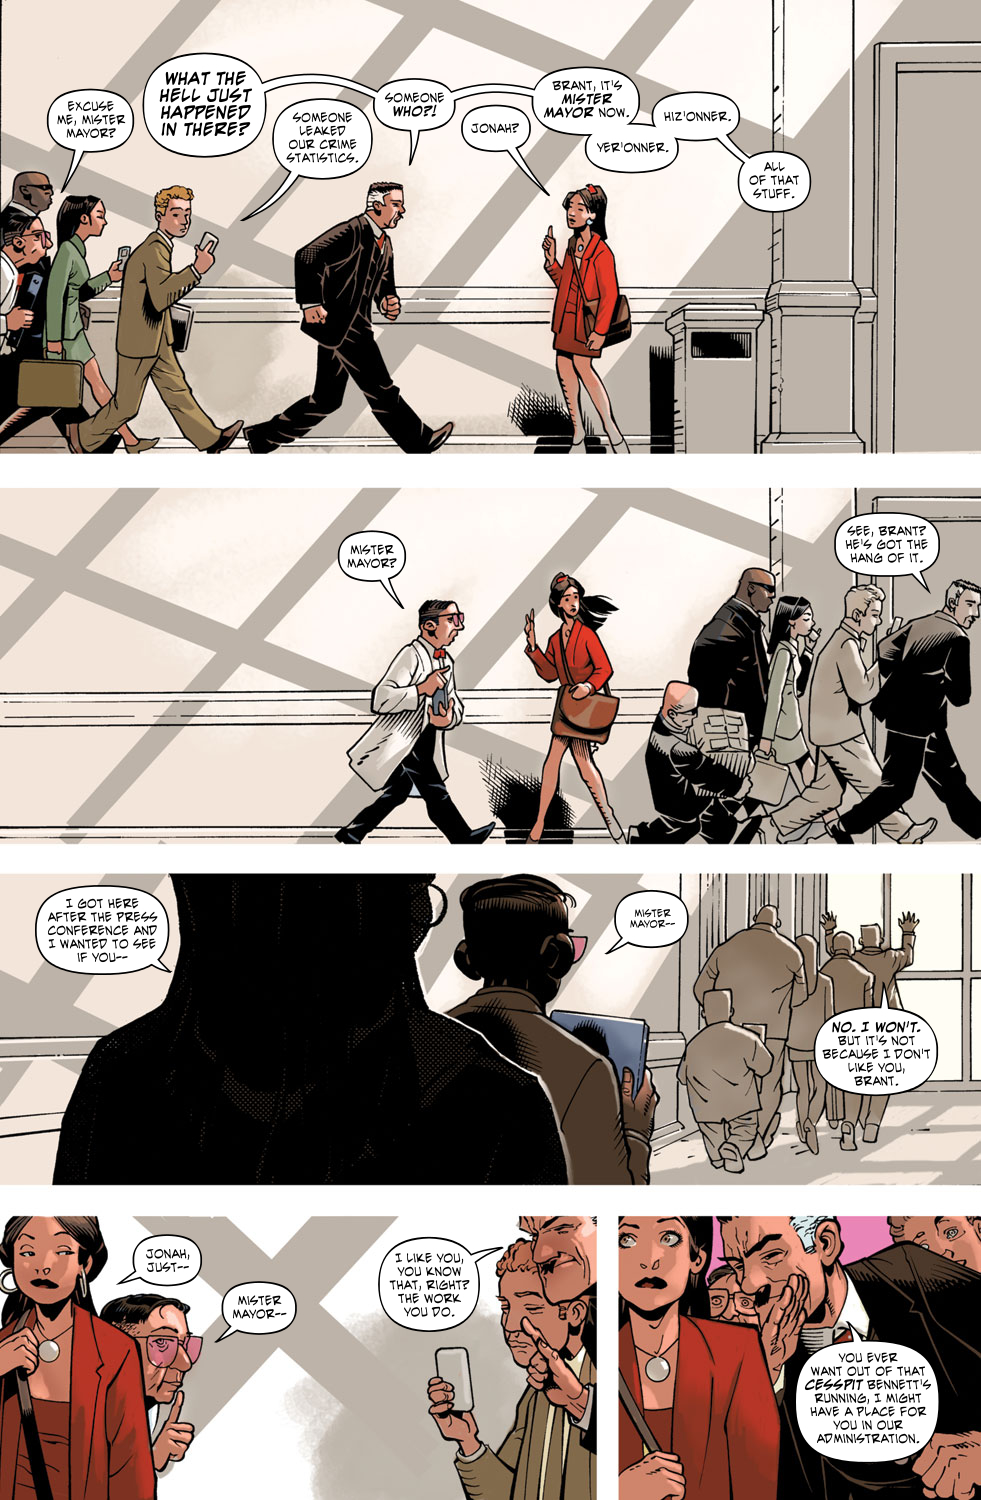 EXCUSE
ME, MISTER
MAYOR?
WHAT THE
HELL JUST
HAPPENED
IN THERE?
SOMEONE
LEAKED
OUR CRIME
STATISTICS.
SOMEONE
WHO?!
JONAH?
BRANT, IT'S
MISTER
MAYOR NOW.
YER'ONNER.
HIZ'ONNER.
ALL
OF THAT
STUFF.
MISTER
MAYOR?
SEE, BRANT?
HE'S GOT THE
HANG OF IT.
I GOT HERE
AFTER THE PRESS
CONFERENCE AND
I WANTED TO SEE
IF YOU--
MISTER
MAYOR--
NO. I WON'T.
BUT IT'S NOT
BECAUSE I DON'T
LIKE YOU,
BRANT.
JONAH,
JUST--
MISTER
MAYOR--
I LIKE YOU,
YOU KNOW
THAT, RIGHT?
THE WORK
YOU DO.
YOU EVER
WANT OUT OF THAT
CESSPIT BENNETT'S
RUNNING, I MIGHT
HAVE A PLACE FOR
YOU IN OUR
ADMINISTRATION.